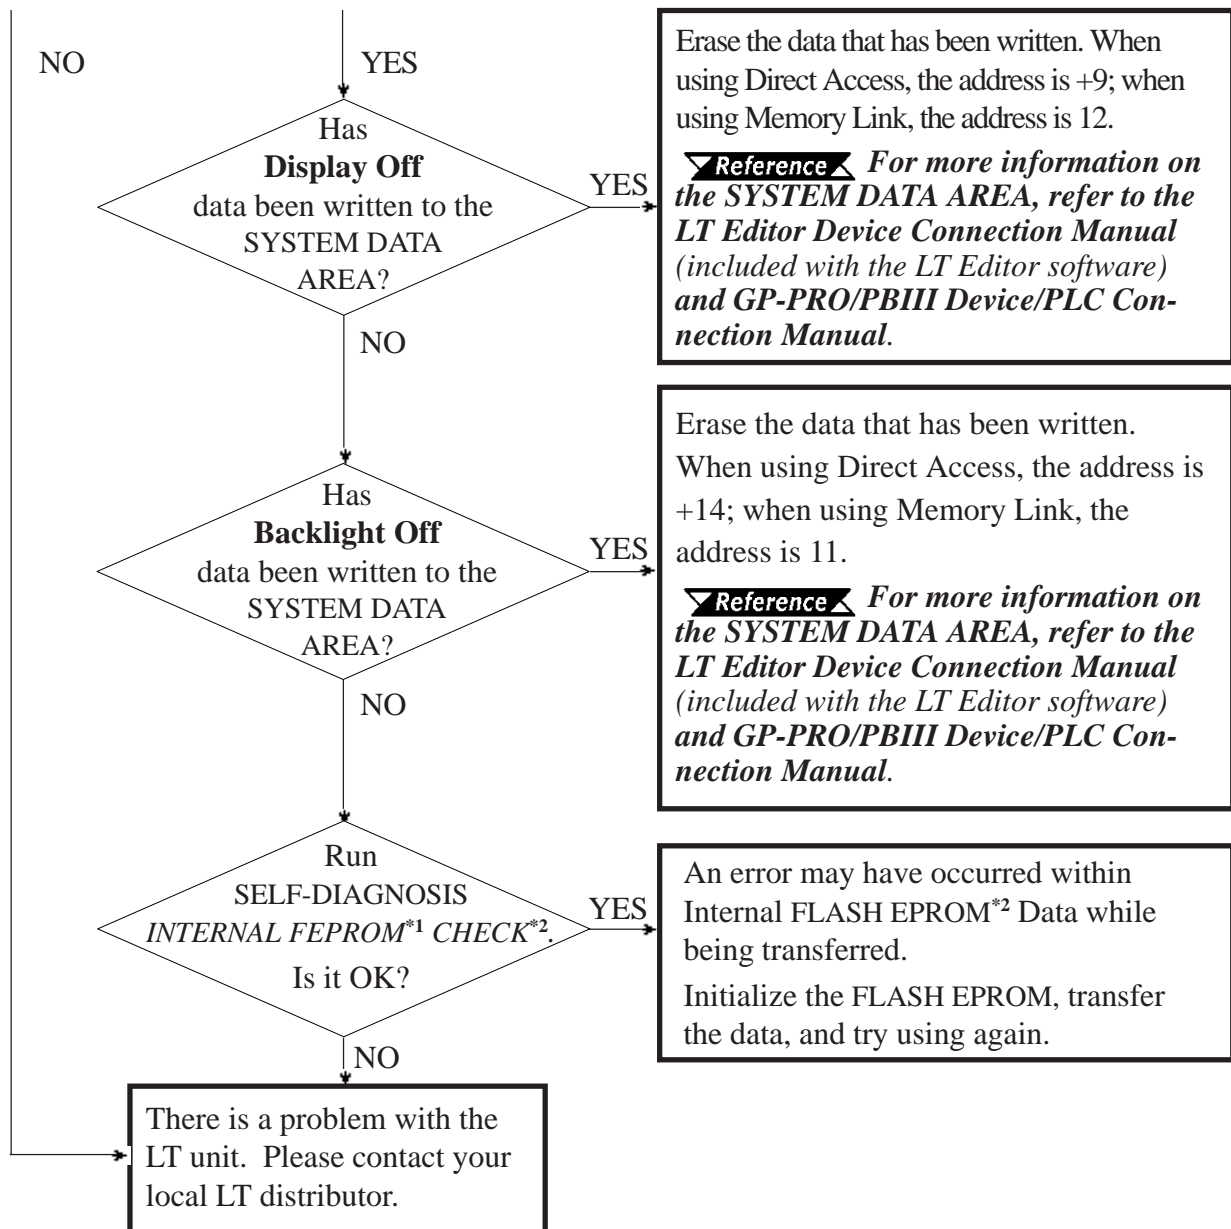 NO
YES
Has
Display Off
data been written to the
SYSTEM DATA
AREA?
YES
Erase the data that has been written. When
using Direct Access, the address is +9; when
using Memory Link, the address is 12.
Reference For more information on
the SYSTEM DATA AREA, refer to the
LT Editor Device Connection Manual
(included with the LT Editor software)
and GP-PRO/PBIII Device/PLC Con-
nection Manual.
NO
Has
Backlight Off
data been written to the
SYSTEM DATA
AREA?
YES
Erase the data that has been written.
When using Direct Access, the address is
+14; when using Memory Link, the
address is 11.
Reference For more information on
the SYSTEM DATA AREA, refer to the
LT Editor Device Connection Manual
(included with the LT Editor software)
and GP-PRO/PBIII Device/PLC Con-
nection Manual.
NO
Run
SELF-DIAGNOSIS
INTERNAL FEPROM*1 CHECK*2.
Is it OK?
YES
An error may have occurred within
Internal FLASH EPROM*2 Data while
being transferred.
Initialize the FLASH EPROM, transfer
the data, and try using again.
NO
There is a problem with the
LT unit. Please contact your
local LT distributor.